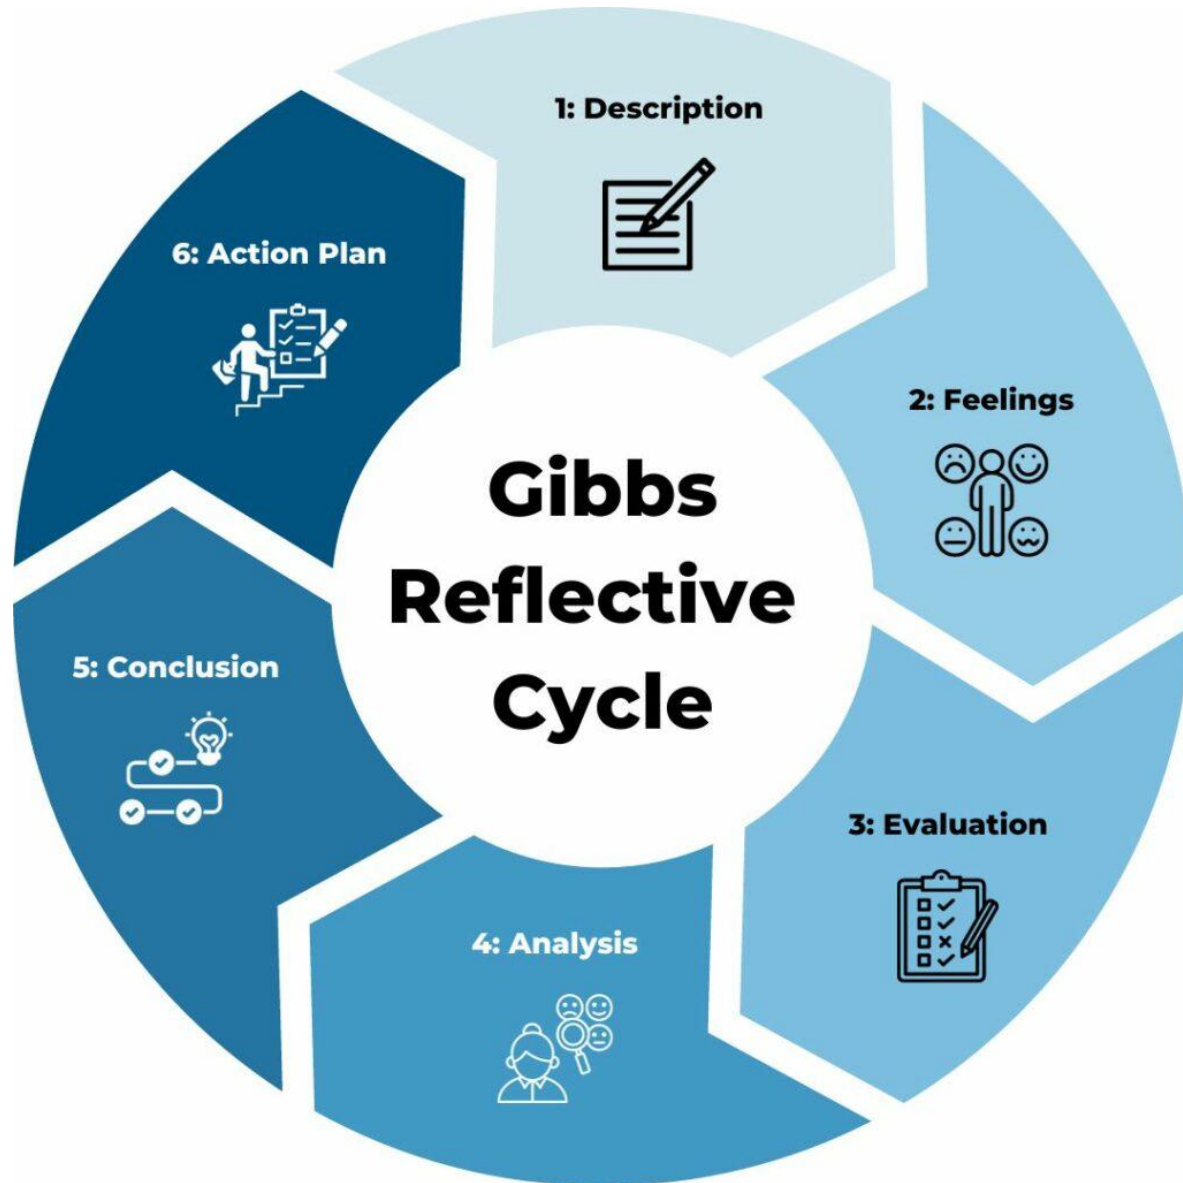 1: Description
2: Feelings
3: Evaluation
4: Analysis
5: Conclusion
6: Action Plan
Gibbs
Reflective
Cycle